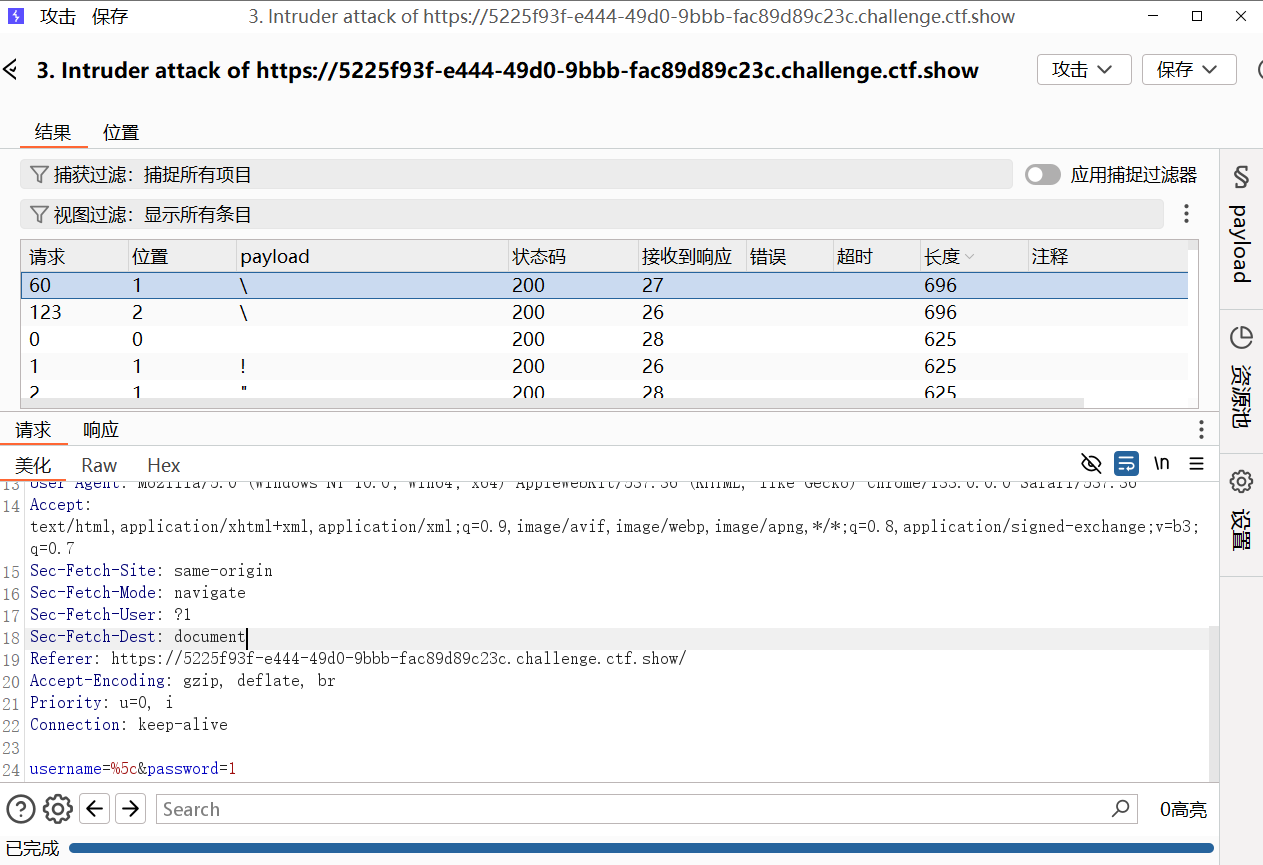 攻击 保存 3. Intruder attack of https://5225f93f-e444-49d0-9bbb-fac89d89c23c.challenge.ctf.show
3. Intruder attack of https://5225f93f-e444-49d0-9bbb-fac89d89c23c.challenge.ctf.show 攻击 保存
结果 位置
捕获过滤：捕捉所有项目 应用捕捉过滤器
视图过滤：显示所有条目
请求 位置 payload 状态码 接收到响应 错误 超时 长度 注释
60 1 \ 200 27 696
123 2 \ 200 26 696
0 0 200 28 625
1 1 ! 200 26 625
2 1 " 200 28 625
payload
资源池
设置
请求 响应
美化 Raw Hex \n
13 User-Agent: Mozilla/5.0 (Windows NT 10.0; Win64; x64) AppleWebKit/537.36 (KHTML, like Gecko) Chrome/133.0.0.0 Safari/537.36
14 Accept:
text/html,application/xhtml+xml,application/xml;q=0.9,image/avif,image/webp,image/apng,*/*;q=0.8,application/signed-exchange;v=b3;
q=0.7
15 Sec-Fetch-Site: same-origin
16 Sec-Fetch-Mode: navigate
17 Sec-Fetch-User: ?1
18 Sec-Fetch-Dest: document
19 Referer: https://5225f93f-e444-49d0-9bbb-fac89d89c23c.challenge.ctf.show/
20 Accept-Encoding: gzip, deflate, br
21 Priority: u=0, i
22 Connection: keep-alive
23
24 username=%5c&password=1
Search 0高亮
已完成